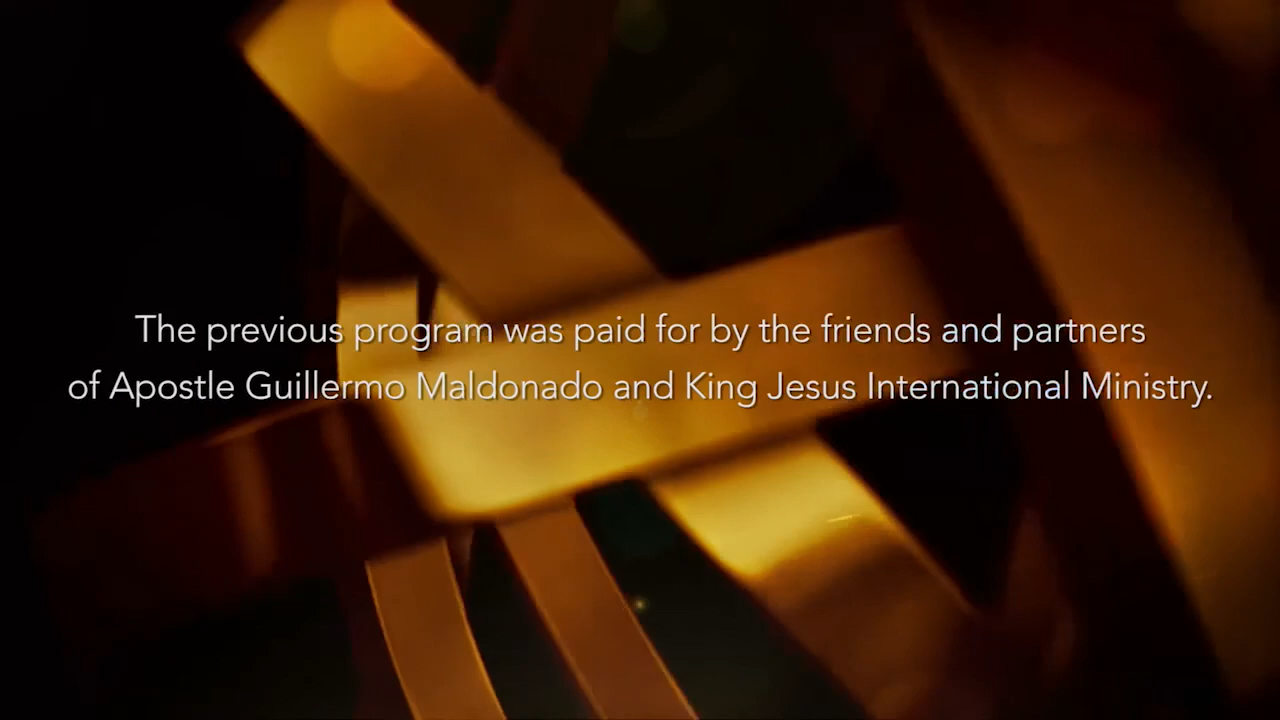 The previous program was paid for by the friends and partners
of Apostle Guillermo Maldonado and King Jesus International Ministry.